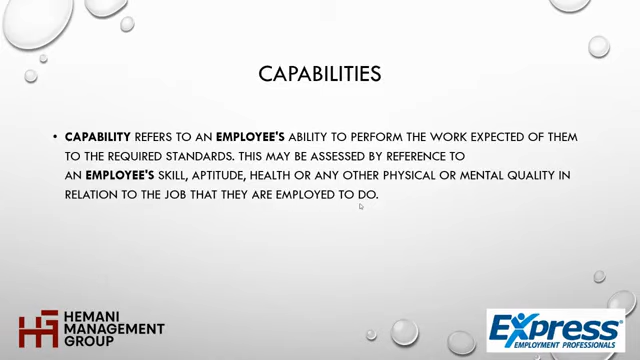 CAPABILITIES
• CAPABILITY REFERS TO AN EMPLOYEE'S ABILITY TO PERFORM THE WORK EXPECTED OF THEM
TO THE REQUIRED STANDARDS. THIS MAY BE ASSESSED BY REFERENCE TO
AN EMPLOYEE'S SKILL, APTITUDE, HEALTH OR ANY OTHER PHYSICAL OR MENTAL QUALITY IN
RELATION TO THE JOB THAT THEY ARE EMPLOYED TO DO.
HEMANI
MANAGEMENT
GROUP
Express
EMPLOYMENT PROFESSIONALS